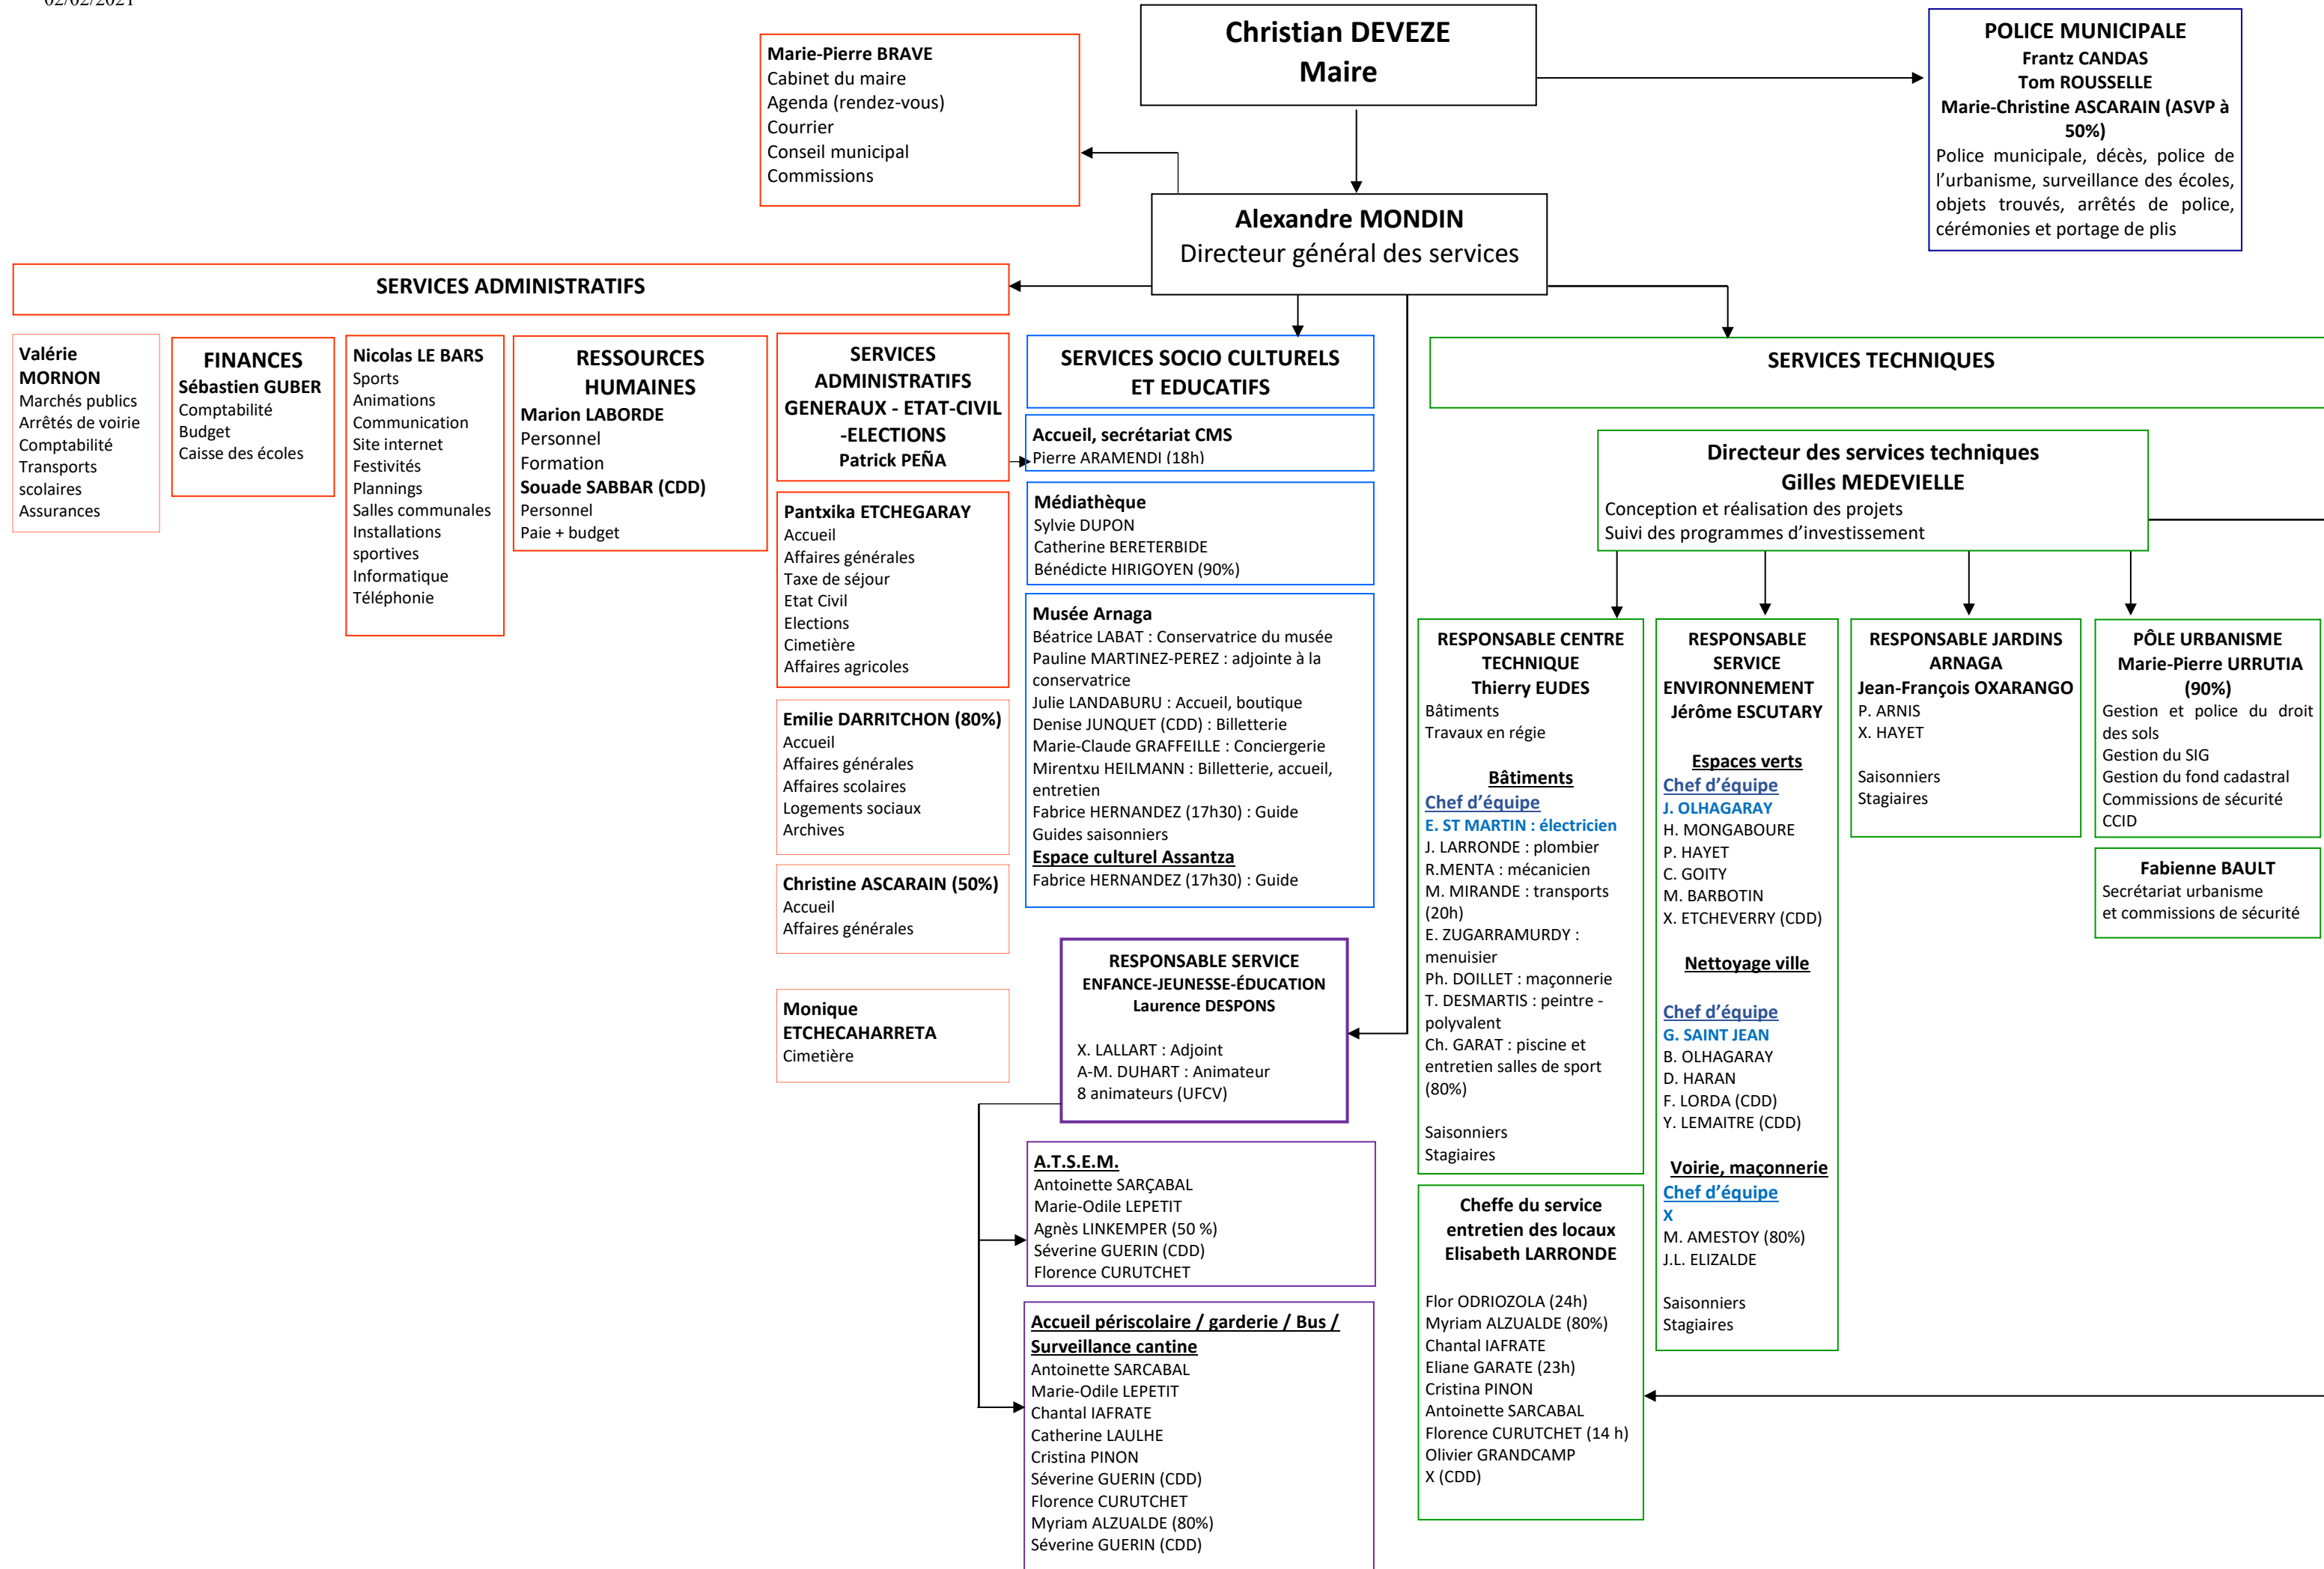 02/02/2021
Christian DEVEZE
Maire
Marie-Pierre BRAVE
Cabinet du maire
Agenda (rendez-vous)
Courrier
Conseil municipal
Commissions
POLICE MUNICIPALE
Frantz CANDAS
Tom ROUSSELLE
Marie-Christine ASCARAIN (ASVP à
50%)
Police municipale, décès, police de
l’urbanisme, surveillance des écoles,
objets trouvés, arrêtés de police,
cérémonies et portage de plis
Alexandre MONDIN
Directeur général des services
SERVICES ADMINISTRATIFS
Valérie
MORNON
Marchés publics
Arrêtés de voirie
Comptabilité
Transports
scolaires
Assurances
FINANCES
Sébastien GUBER
Comptabilité
Budget
Caisse des écoles
Nicolas LE BARS
Sports
Animations
Communication
Site internet
Festivités
Plannings
Salles communales
Installations
sportives
Informatique
Téléphonie
RESSOURCES
HUMAINES
Marion LABORDE
Personnel
Formation
Souade SABBAR (CDD)
Personnel
Paie + budget
SERVICES
ADMINISTRATIFS
GENERAUX - ETAT-CIVIL
-ELECTIONS
Patrick PEÑA
Pantxika ETCHEGARAY
Accueil
Affaires générales
Taxe de séjour
Etat Civil
Elections
Cimetière
Affaires agricoles
Emilie DARRITCHON (80%)
Accueil
Affaires générales
Affaires scolaires
Logements sociaux
Archives
Christine ASCARAIN (50%)
Accueil
Affaires générales
Monique
ETCHECAHARRETA
Cimetière
SERVICES SOCIO CULTURELS
ET EDUCATIFS
Accueil, secrétariat CMS
Pierre ARAMENDI (18h)
Médiathèque
Sylvie DUPON
Catherine BERETERBIDE
Bénédicte HIRIGOYEN (90%)
Musée Arnaga
Béatrice LABAT : Conservatrice du musée
Pauline MARTINEZ-PEREZ : adjointe à la
conservatrice
Julie LANDABURU : Accueil, boutique
Denise JUNQUET (CDD) : Billetterie
Marie-Claude GRAFFEILLE : Conciergerie
Mirentxu HEILMANN : Billetterie, accueil,
entretien
Fabrice HERNANDEZ (17h30) : Guide
Guides saisonniers
Espace culturel Assantza
Fabrice HERNANDEZ (17h30) : Guide
RESPONSABLE SERVICE
ENFANCE-JEUNESSE-ÉDUCATION
Laurence DESPONS
X. LALLART : Adjoint
A-M. DUHART : Animateur
8 animateurs (UFCV)
A.T.S.E.M.
Antoinette SARÇABAL
Marie-Odile LEPETIT
Agnès LINKEMPER (50 %)
Séverine GUERIN (CDD)
Florence CURUTCHET
Accueil périscolaire / garderie / Bus /
Surveillance cantine
Antoinette SARCABAL
Marie-Odile LEPETIT
Chantal IAFRATE
Catherine LAULHE
Cristina PINON
Séverine GUERIN (CDD)
Florence CURUTCHET
Myriam ALZUALDE (80%)
Séverine GUERIN (CDD)
SERVICES TECHNIQUES
Directeur des services techniques
Gilles MEDEVIELLE
Conception et réalisation des projets
Suivi des programmes d’investissement
RESPONSABLE CENTRE
TECHNIQUE
Thierry EUDES
Bâtiments
Travaux en régie
Bâtiments
Chef d’équipe
E. ST MARTIN : électricien
J. LARRONDE : plombier
R.MENTA : mécanicien
M. MIRANDE : transports
(20h)
E. ZUGARRAMURDY :
menuisier
Ph. DOILLET : maçonnerie
T. DESMARTIS : peintre -
polyvalent
Ch. GARAT : piscine et
entretien salles de sport
(80%)
Saisonniers
Stagiaires
Cheffe du service
entretien des locaux
Elisabeth LARRONDE
Flor ODRIOZOLA (24h)
Myriam ALZUALDE (80%)
Chantal IAFRATE
Eliane GARATE (23h)
Cristina PINON
Antoinette SARCABAL
Florence CURUTCHET (14 h)
Olivier GRANDCAMP
X (CDD)
RESPONSABLE
SERVICE
ENVIRONNEMENT
Jérôme ESCUTARY
Espaces verts
Chef d’équipe
J. OLHAGARAY
H. MONGABOURE
P. HAYET
C. GOITY
M. BARBOTIN
X. ETCHEVERRY (CDD)
Nettoyage ville
Chef d’équipe
G. SAINT JEAN
B. OLHAGARAY
D. HARAN
F. LORDA (CDD)
Y. LEMAITRE (CDD)
Voirie, maçonnerie
Chef d’équipe
X
M. AMESTOY (80%)
J.L. ELIZALDE
Saisonniers
Stagiaires
RESPONSABLE JARDINS
ARNAGA
Jean-François OXARANGO
P. ARNIS
X. HAYET
Saisonniers
Stagiaires
PÔLE URBANISME
Marie-Pierre URRUTIA
(90%)
Gestion et police du droit
des sols
Gestion du SIG
Gestion du fond cadastral
Commissions de sécurité
CCID
Fabienne BAULT
Secrétariat urbanisme
et commissions de sécurité